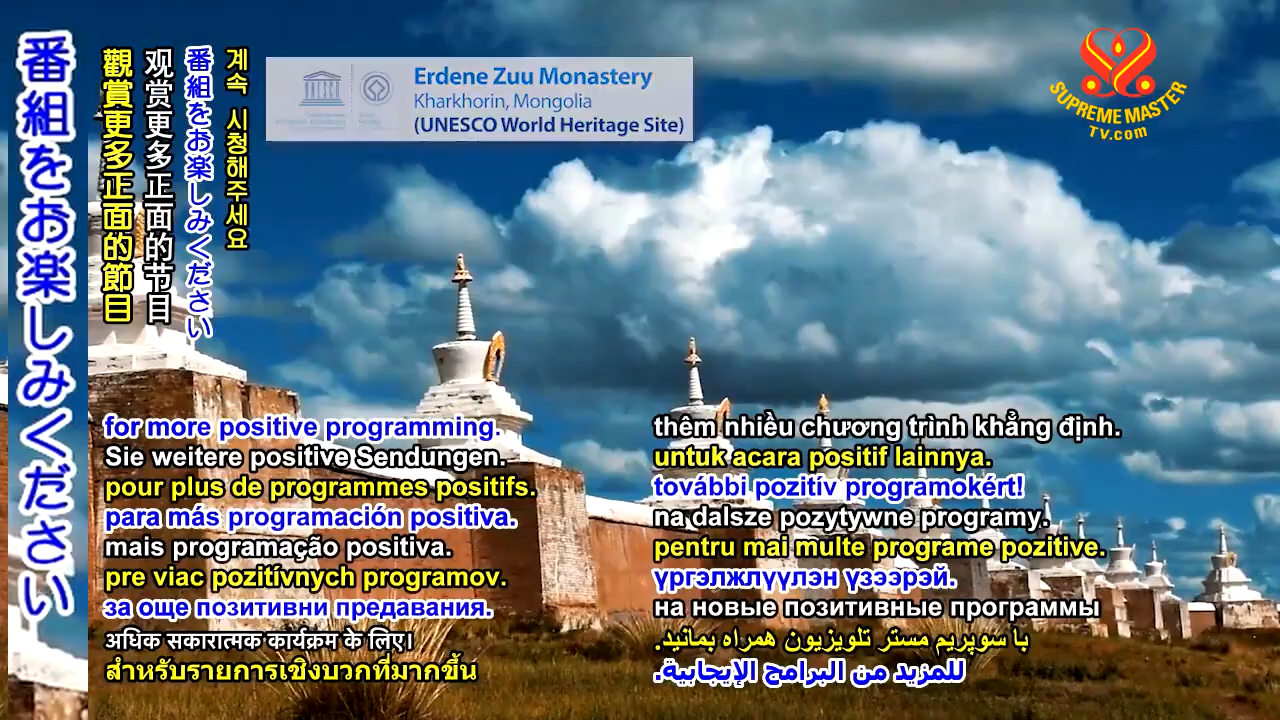 番組をお楽しみください
觀賞更多正面的節目
观赏更多正面的节目
番組をお楽しみください
계속 시청해주세요
Erdene Zuu Monastery
Kharkhorin, Mongolia
(UNESCO World Heritage Site)
SUPREME MASTER
TV.com
for more positive programming.
Sie weitere positive Sendungen.
pour plus de programmes positifs.
para más programación positiva.
mais programação positiva.
pre viac pozitívnych programov.
за още позитивни предавания.
अधिक सकारात्मक कार्यक्रम के लिए।
สำหรับรายการเชิงบวกที่มากขึ้น
thêm nhiều chương trình khẳng định.
untuk acara positif lainnya.
további pozitív programokért!
na dalsze pozytywne programy.
pentru mai multe programe pozitive.
үргэлжлүүлэн үзээрэй.
на новые позитивные программы
با سوپریم مستر تلویزیون همراه بمانید.
للمزيد من البرامج الإيجابية.